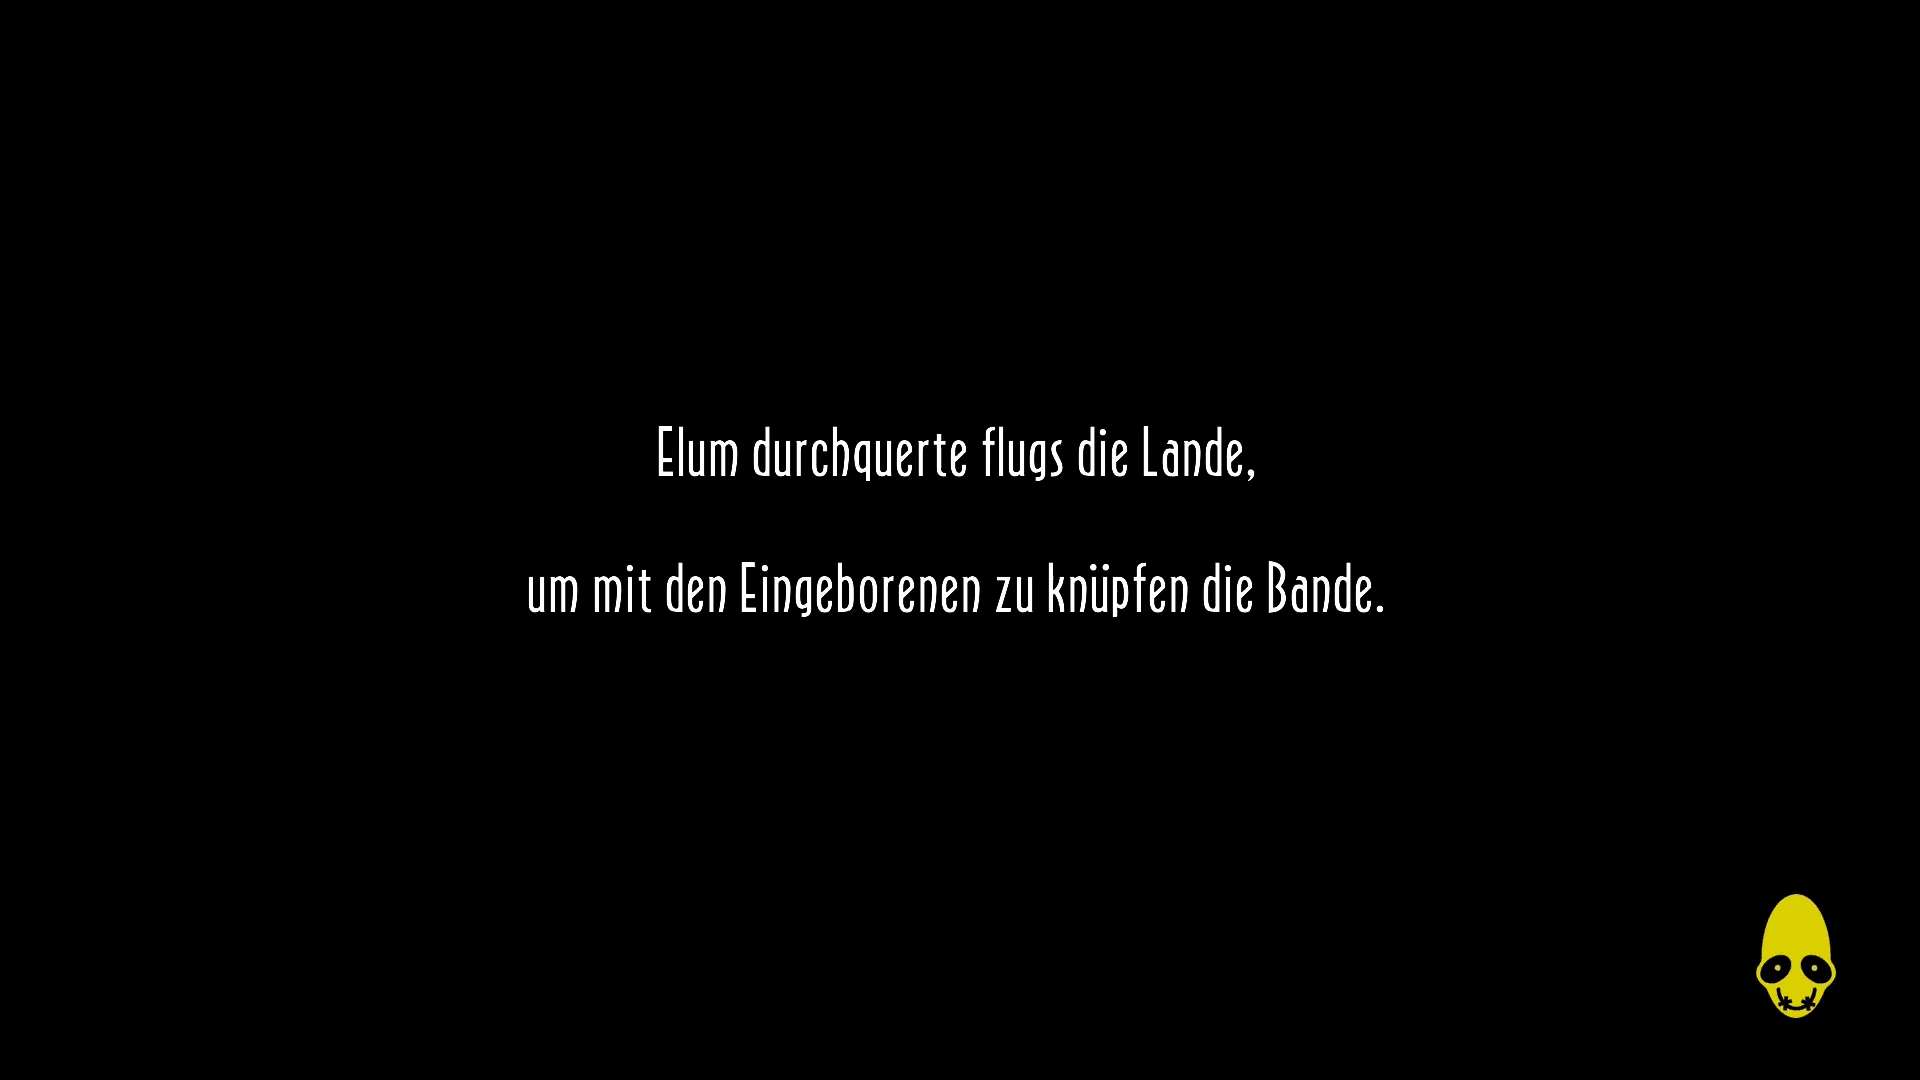 Elum durchquerte flugs die Lande,
um mit den Eingeborenen zu knüpfen die Bande.